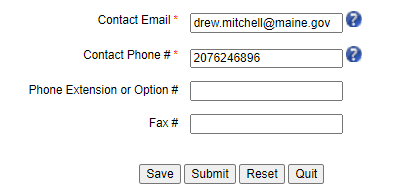 Contact Email * drew.mitchell@maine.gov ?
Contact Phone # * 2076246896 ?
Phone Extension or Option #
Fax #
Save Submit Reset Quit